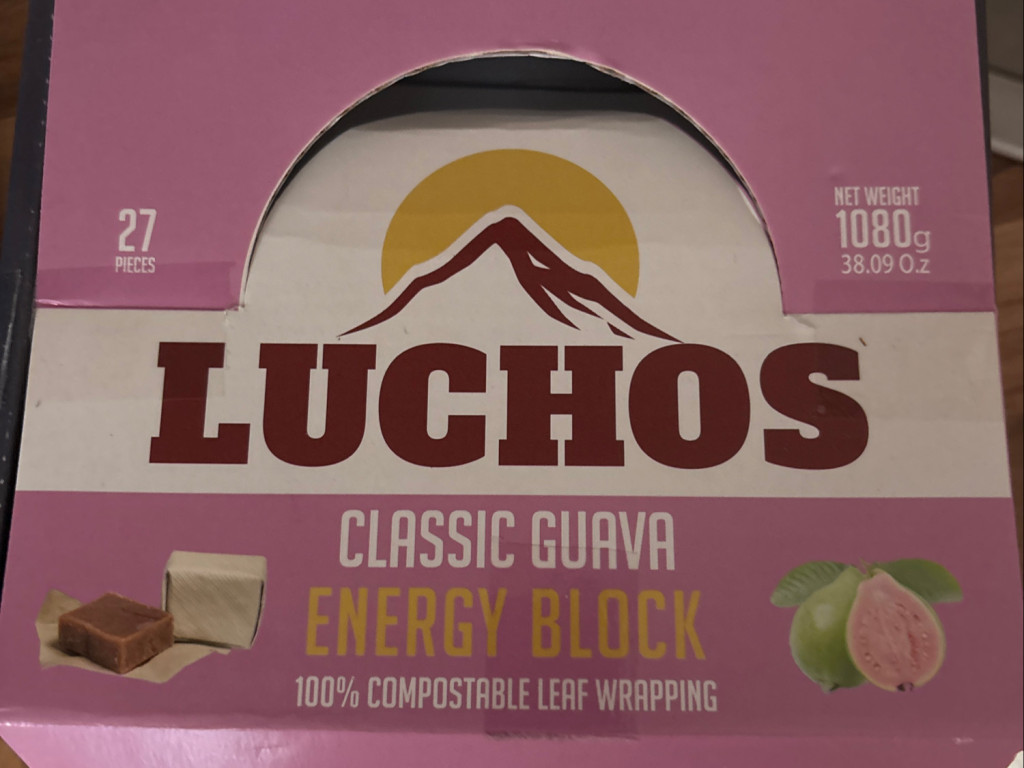 27
PIECES
NET WEIGHT
1080g
38.09 O.z
LUCHOS
CLASSIC GUAVA
ENERGY BLOCK
100% COMPOSTABLE LEAF WRAPPING